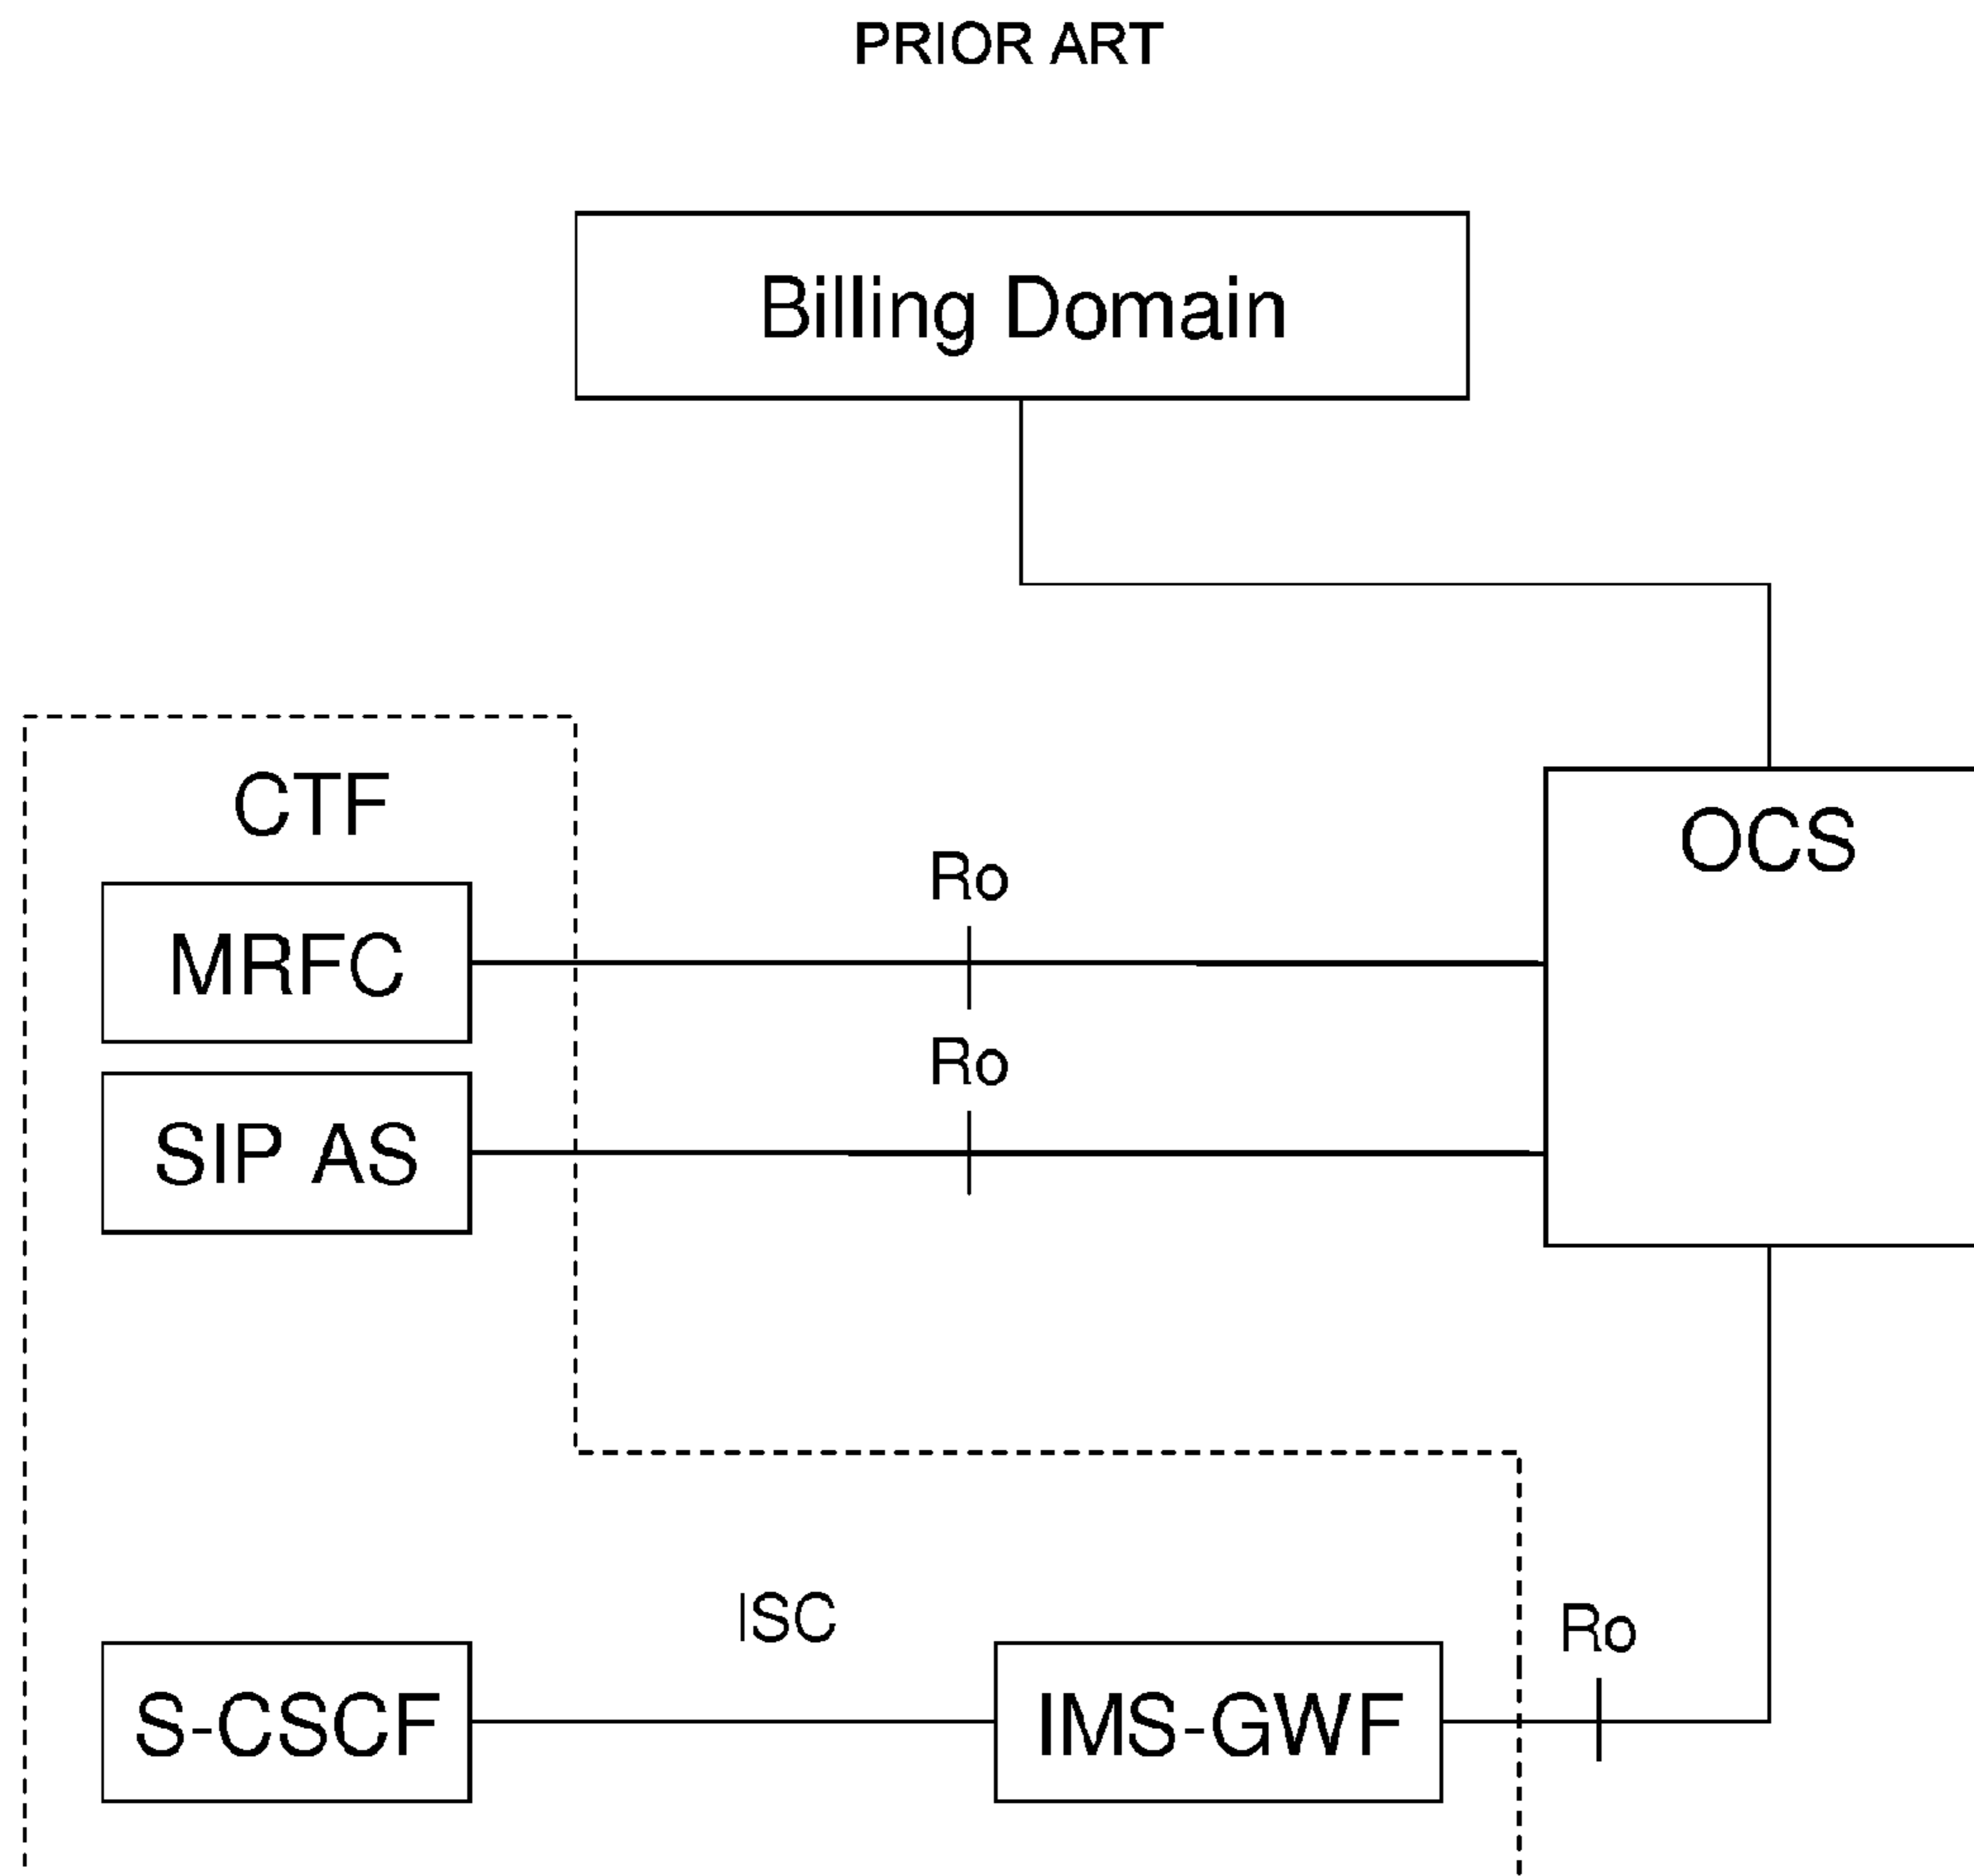 PRIOR ART
Billing Domain
CTF
OCS
Ro
MRFC
Ro
SIP AS
ISC
Ro
S-CSCF
IMS-GWF